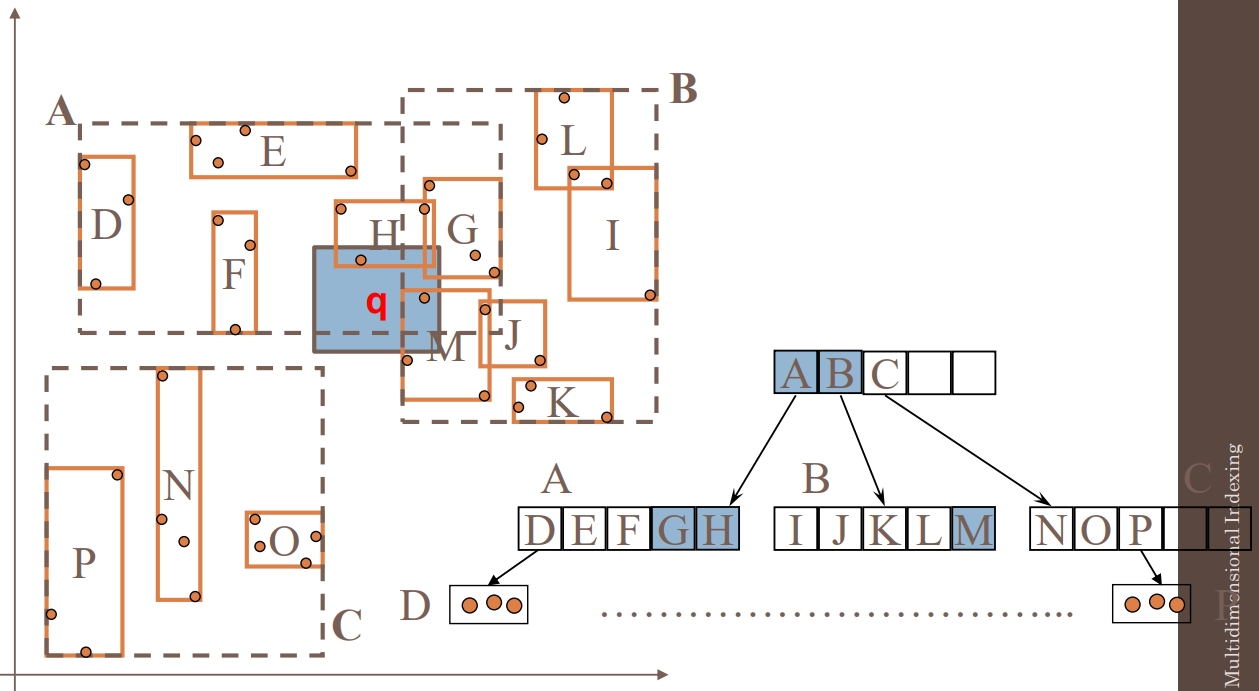 A
B
L
E
D
H
G
I
F
q
M
J
K
A B C
N
A
B
C
D E F G H
I J K L M
N O P
O
P
D
....................................
P
C
Multidimensional Indexing